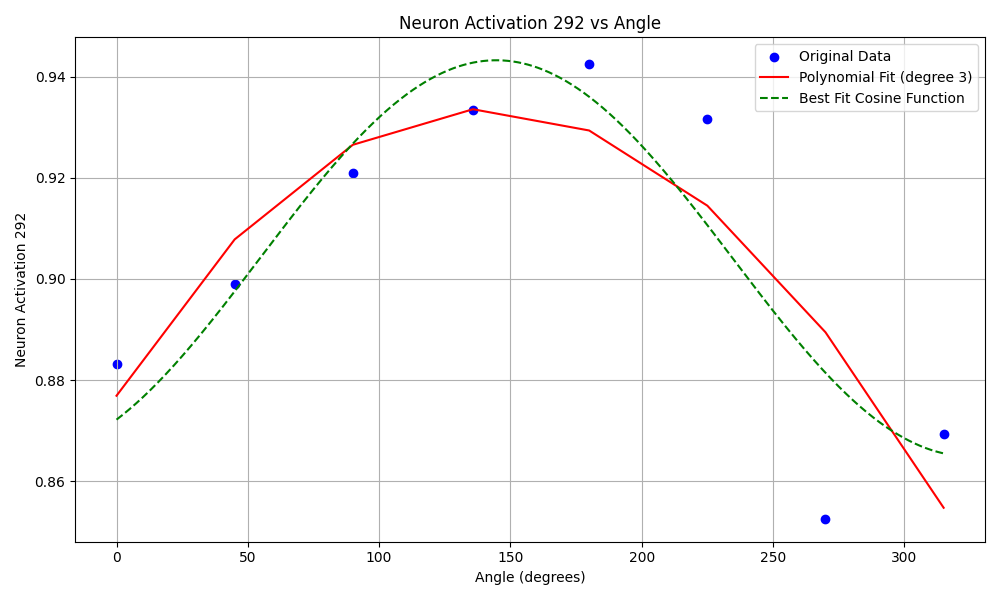 Neuron Activation 292 vs Angle
Original Data
Polynomial Fit (degree 3)
Best Fit Cosine Function
Neuron Activation 292
0.94
0.92
0.90
0.88
0.86
0
50
100
150
200
250
300
Angle (degrees)